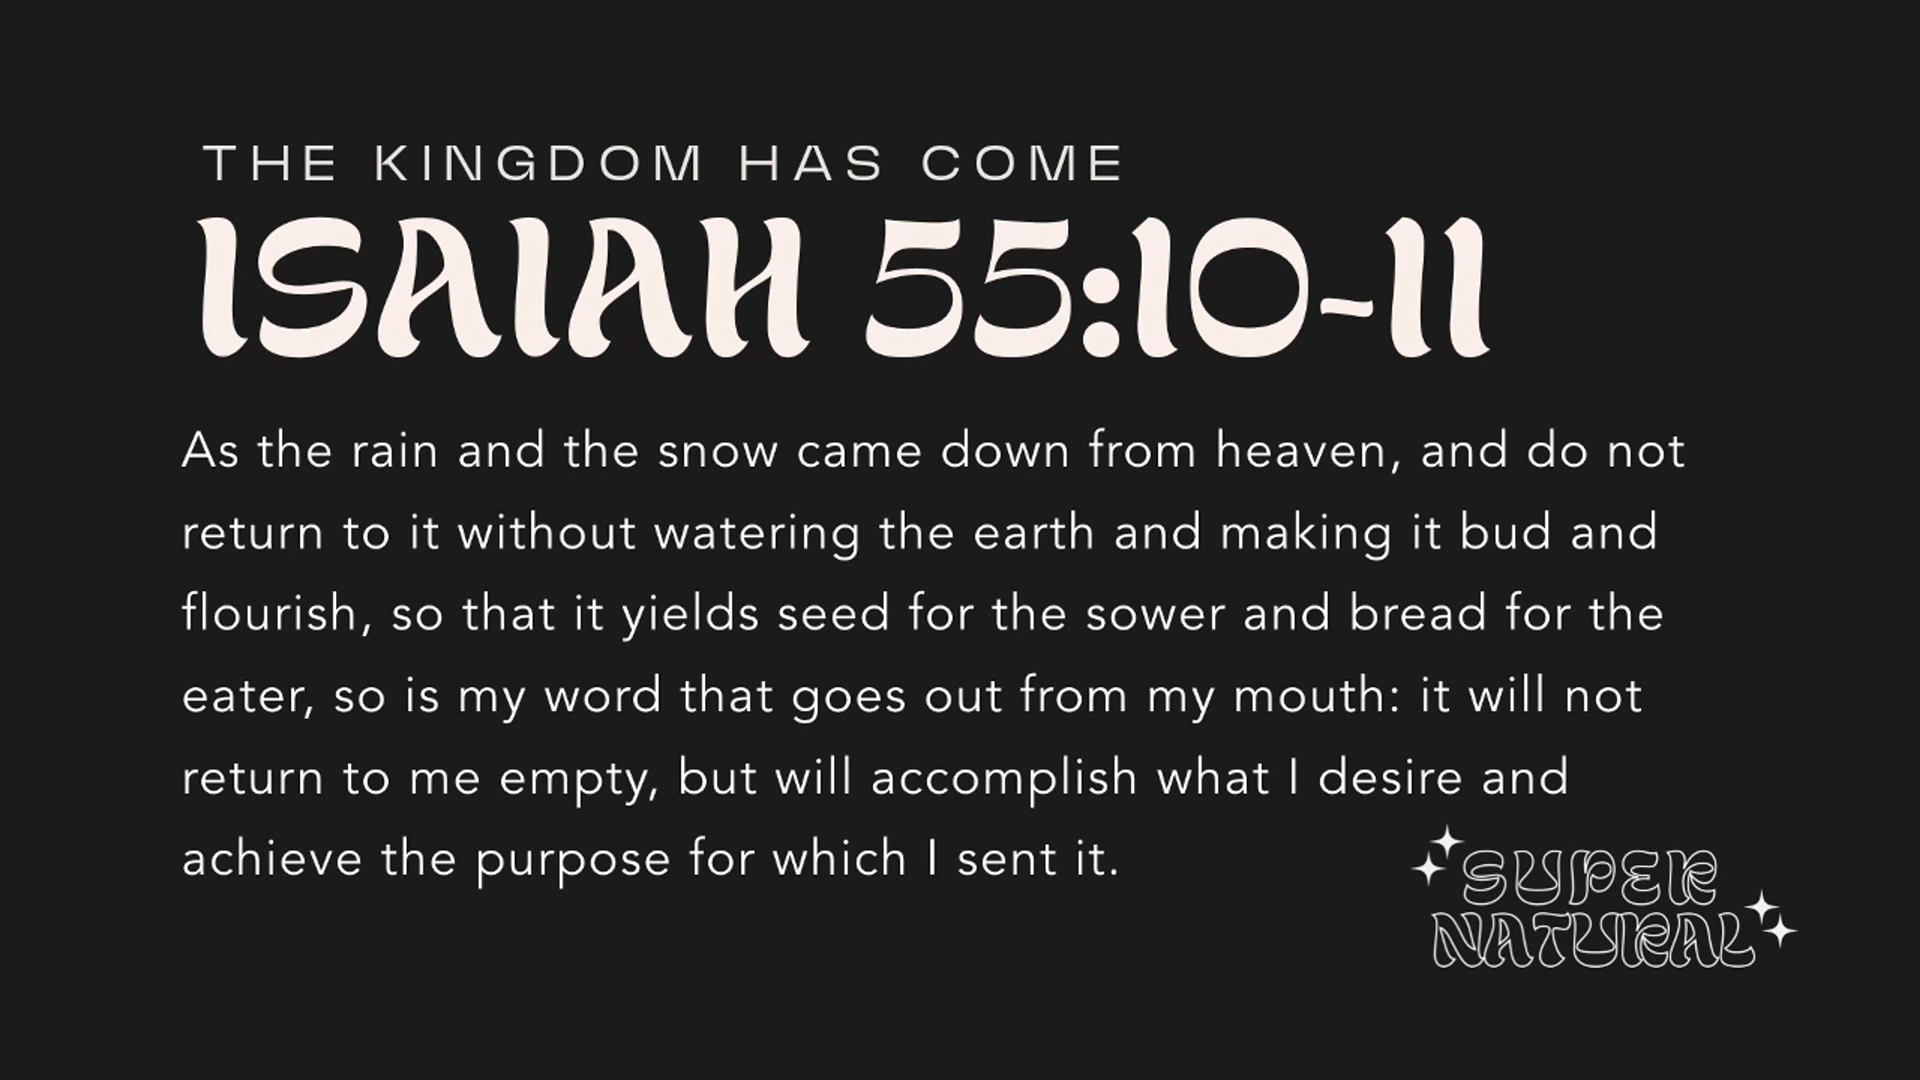 THE KINGDOM HAS COME
ISAIAH 55:10-11
As the rain and the snow came down from heaven, and do not
return to it without watering the earth and making it bud and
flourish, so that it yields seed for the sower and bread for the
eater, so is my word that goes out from my mouth: it will not
return to me empty, but will accomplish what I desire and
achieve the purpose for which I sent it.
SUPER
NATURAL